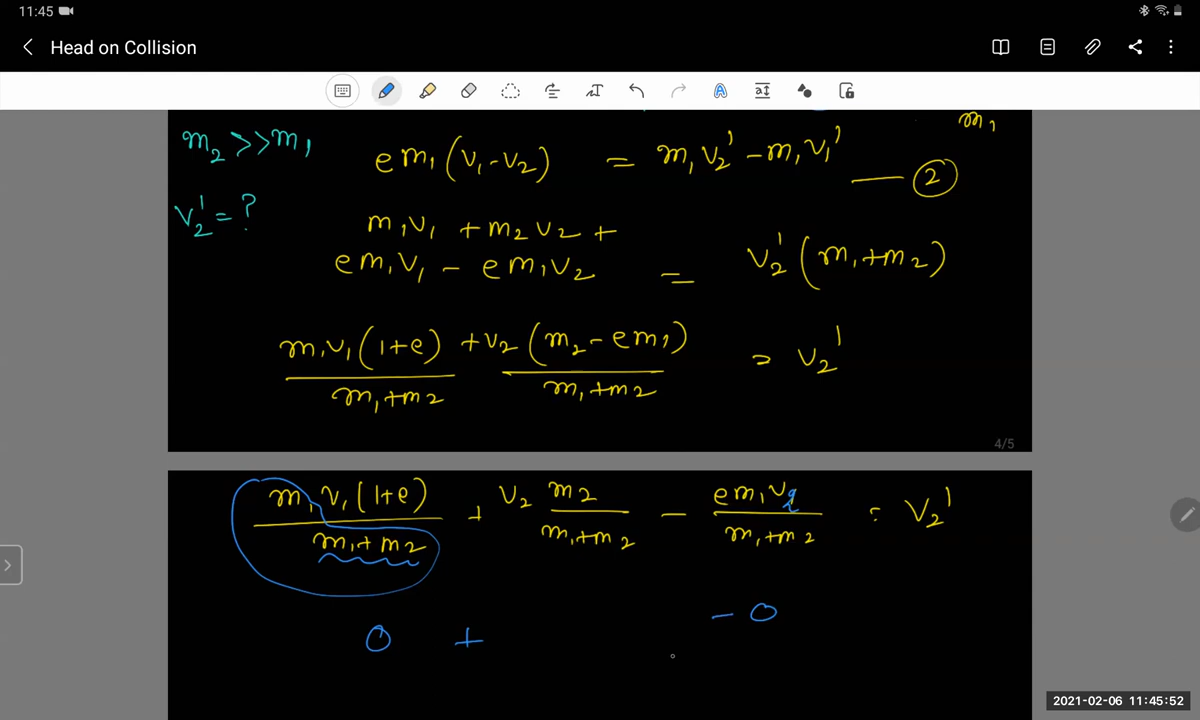 11:45
Head on Collision
m₁
m₂ >> m₁
e m₁ (v₁ - v₂) = m₁ v₂' - m₁ v₁' — ②
v₂' = ?
m₁v₁ + m₂v₂ +
e m₁v₁ - e m₁v₂ = v₂' (m₁+m₂)
m₁v₁(1+e) / m₁+m₂ + v₂ (m₂ - em₁) / m₁+m₂ = v₂'
4/5
m₁ v₁(1+e) / m₁+m₂ + v₂ m₂ / m₁+m₂ - e m₁v₂ / m₁+m₂ = v₂'
0 + - 0
2021-02-06 11:45:52